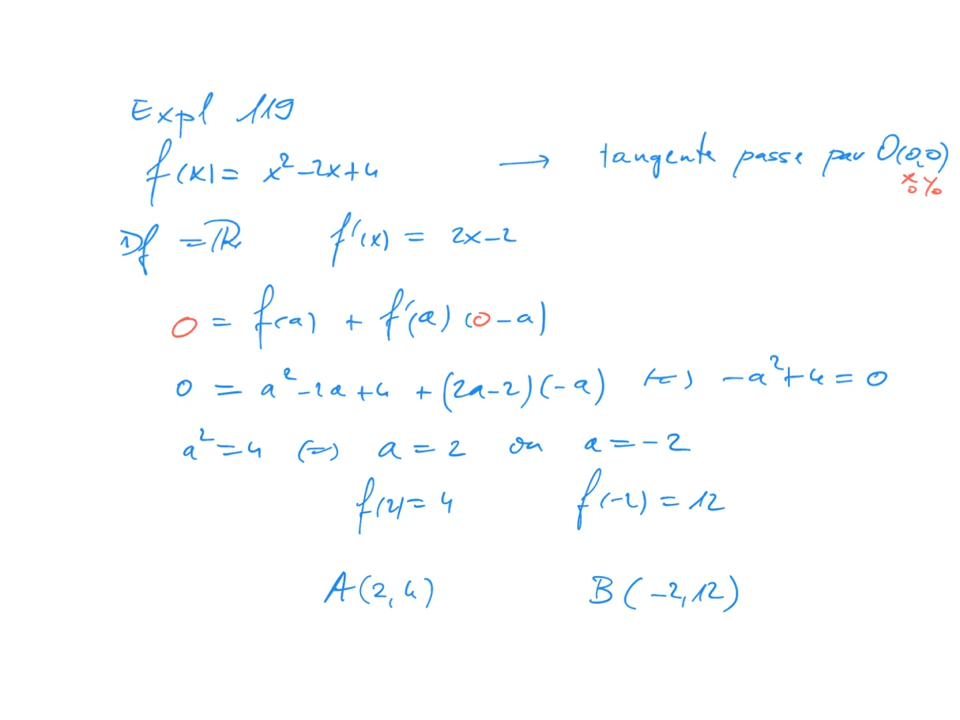 Expl 119
f(x) = x² - 2x + 4 → tangente passe par O(0,0)
x₀ y₀
Df = ℝ f'(x) = 2x - 2
0 = f(a) + f'(a) (0 - a)
0 = a² - 2a + 4 + (2a - 2)(-a) ⇔ -a² + 4 = 0
a² = 4 ⇔ a = 2 ou a = -2
f(2) = 4 f(-2) = 12
A(2, 4) B(-2, 12)